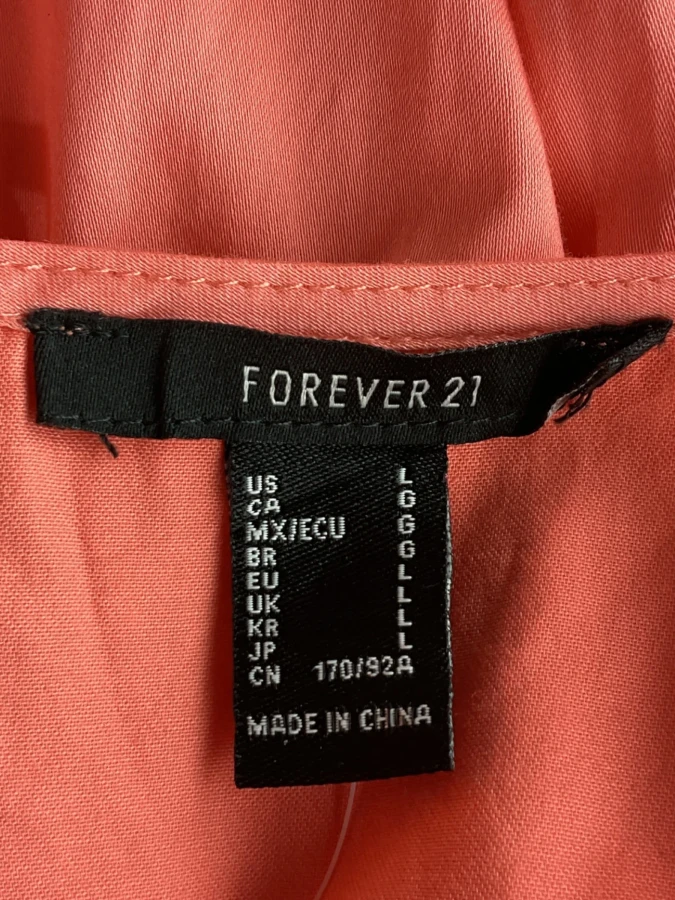 FOREVER 21
US L
CA G
MX/ECU G
BR G
EU L
UK L
KR L
JP L
CN 170/92A
MADE IN CHINA